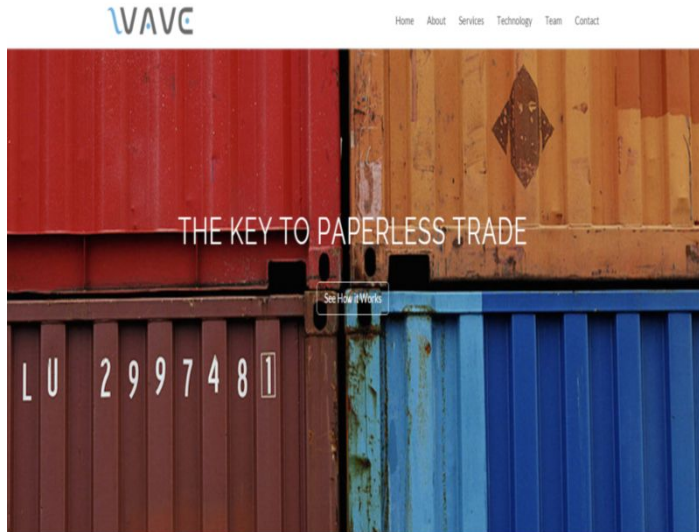 WAVE
Home About Services Technology Team Contact
THE KEY TO PAPERLESS TRADE
See How it Works
LU 2997481